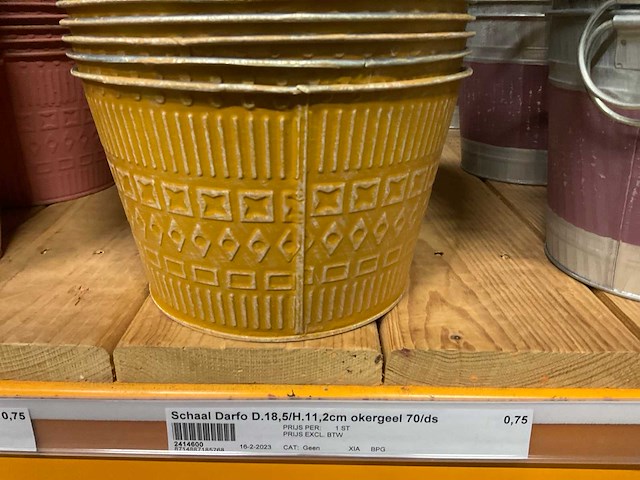 0,75
Schaal Darfo D.18,5/H.11,2cm okergeel 70/ds 0,75
PRIJS PER: 1 ST
PRIJS EXCL. BTW
2414600
16-2-2023 CAT: Geen XIA BPG